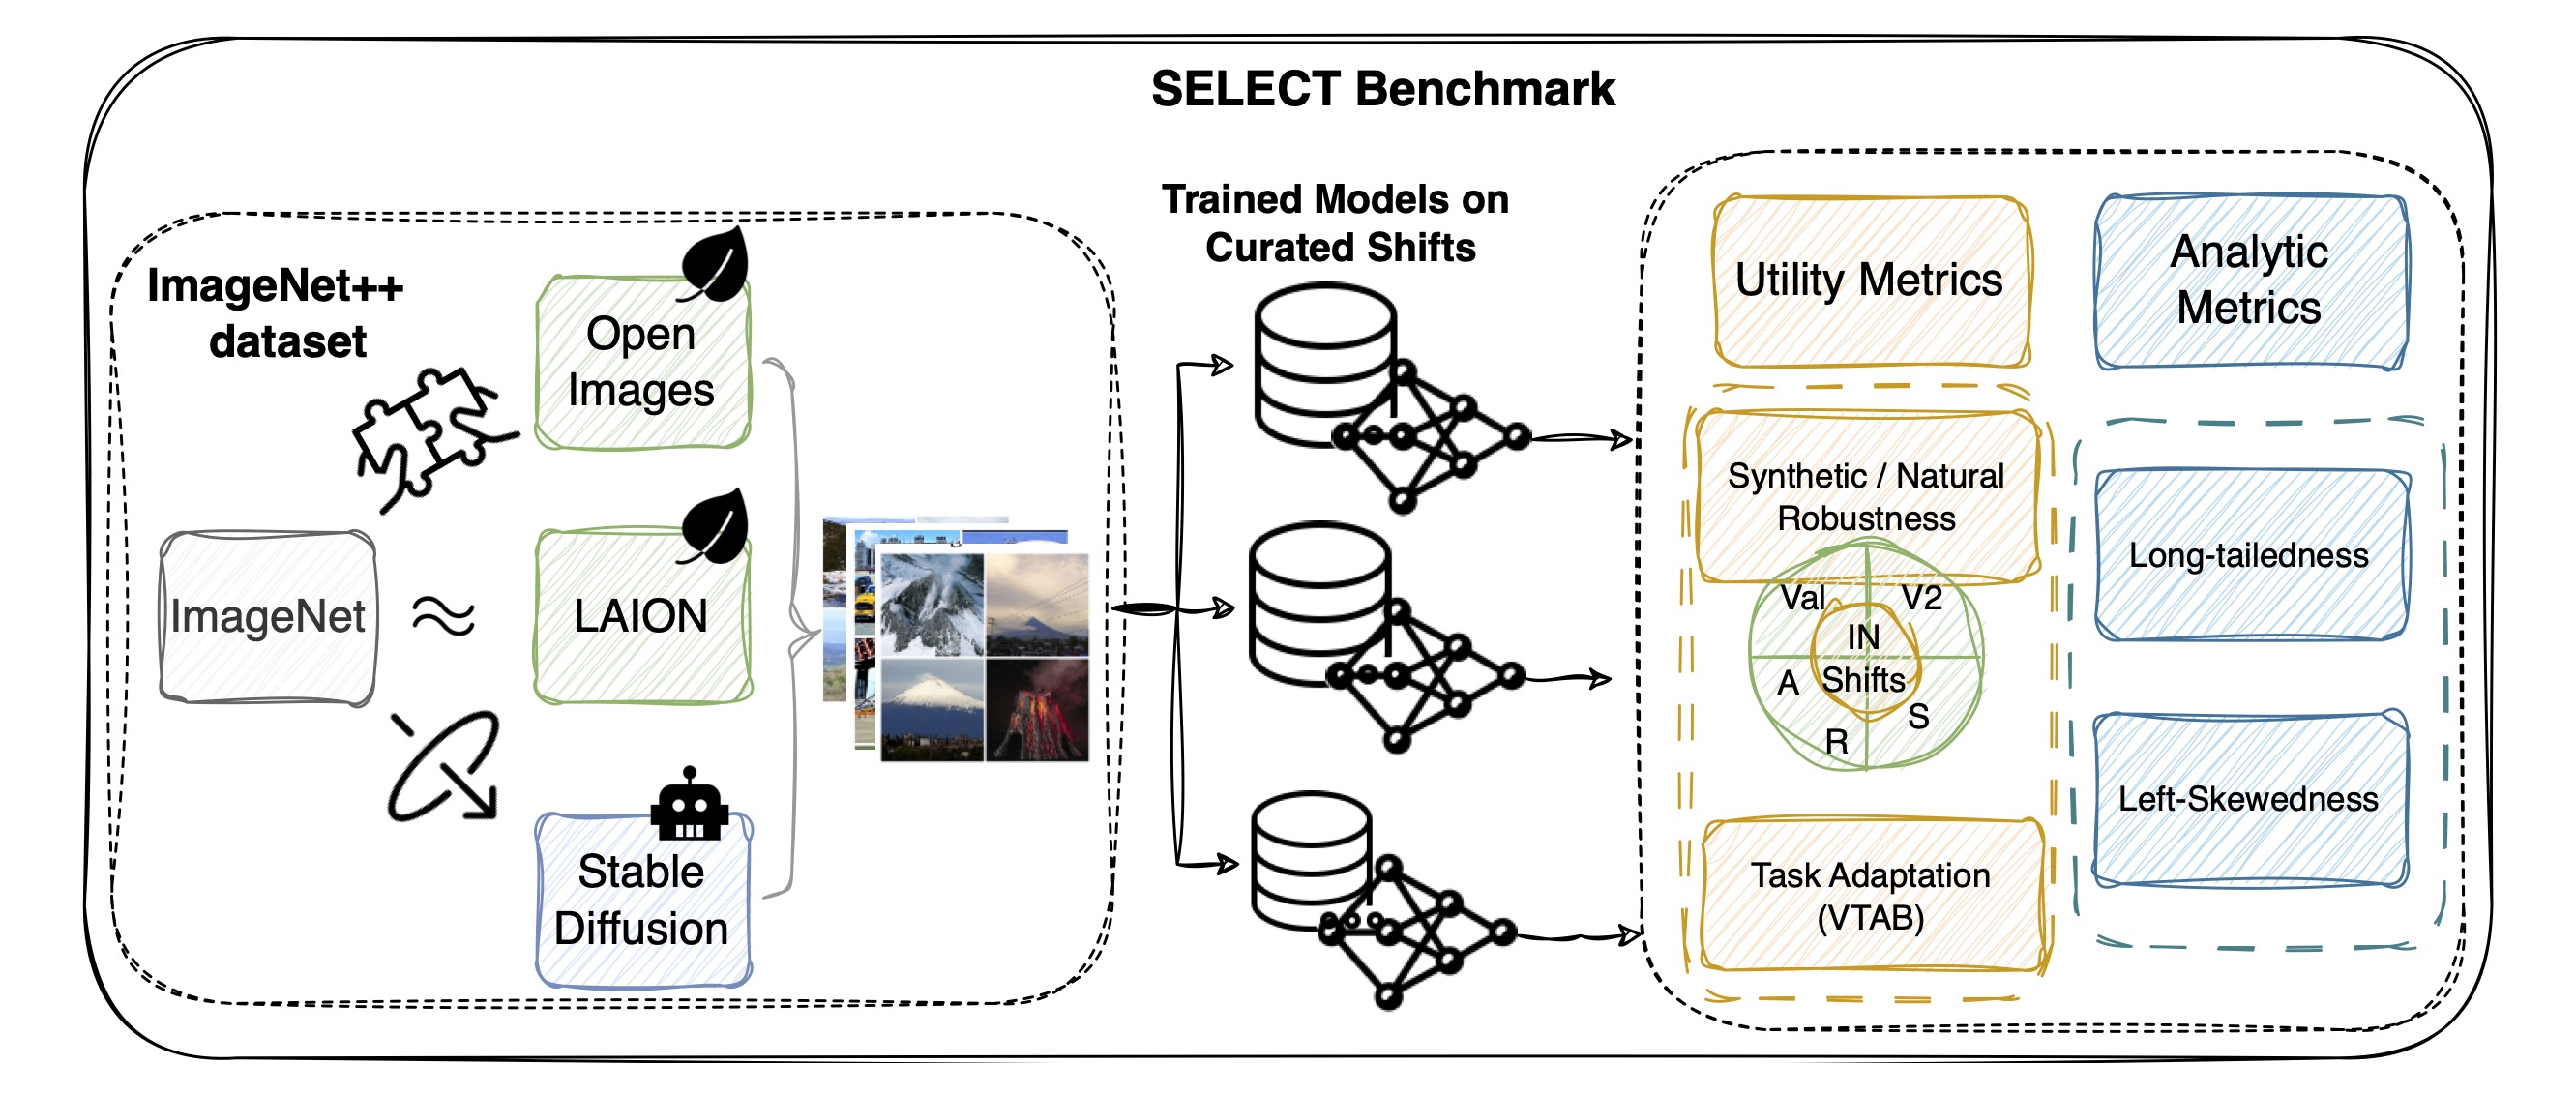 SELECT Benchmark
ImageNet++
dataset
Open
Images
ImageNet
≈
LAION
Stable
Diffusion
Trained Models on
Curated Shifts
Utility Metrics
Synthetic / Natural
Robustness
Val
V2
IN
Shifts
A
S
R
Task Adaptation
(VTAB)
Analytic
Metrics
Long-tailedness
Left-Skewedness